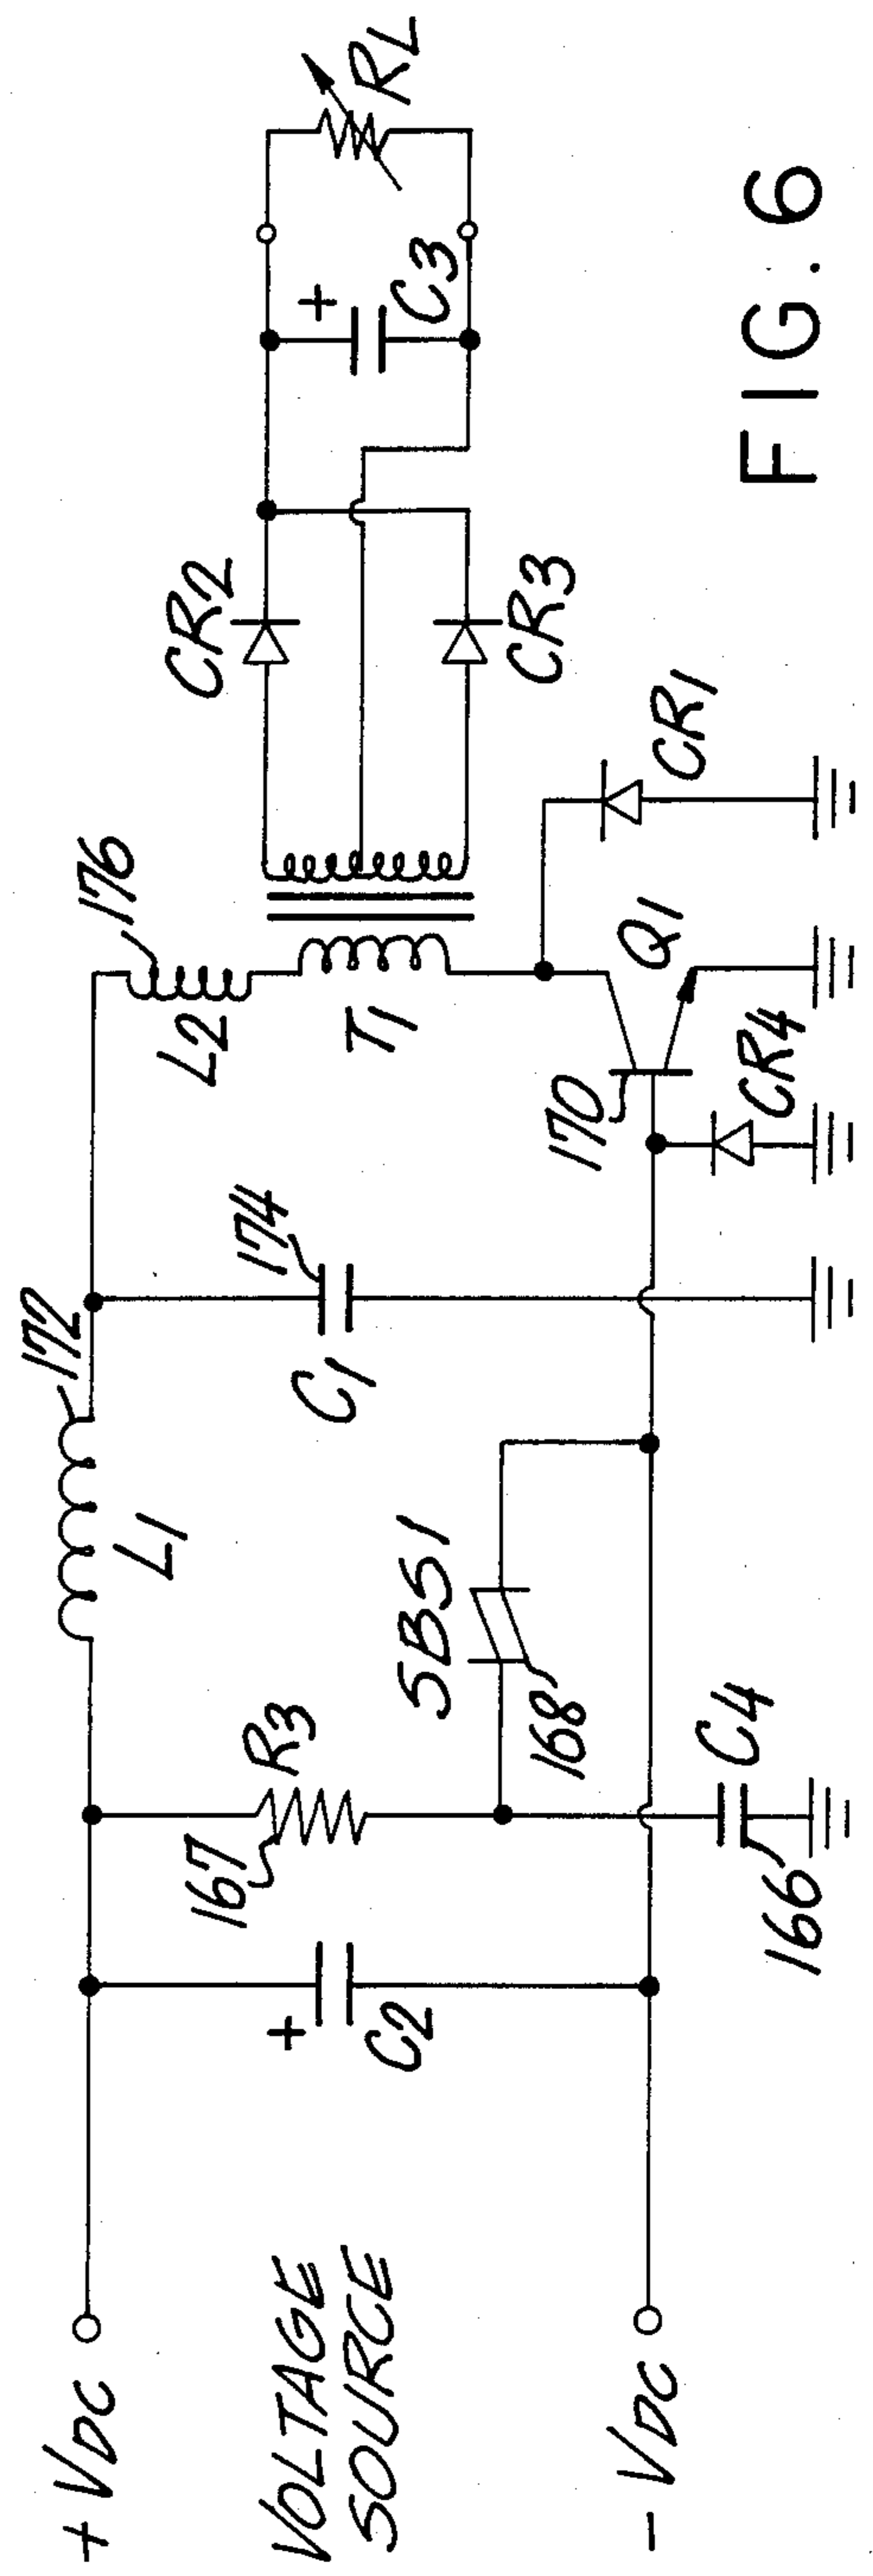 + VDC
VOLTAGE
SOURCE
- VDC
C2
+
167
R3
166
C4
168
SBS1
L1
172
C1
174
170
Q1
CR4
L2
176
T1
CR1
CR2
CR3
+
C3
RL
FIG. 6